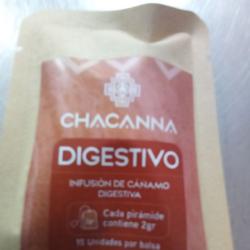 CHACANNA
DIGESTIVO
INFUSIÓN DE CÁÑAMO
DIGESTIVA
Cada pirámide
contiene 2gr
15 Unidades por bolsa